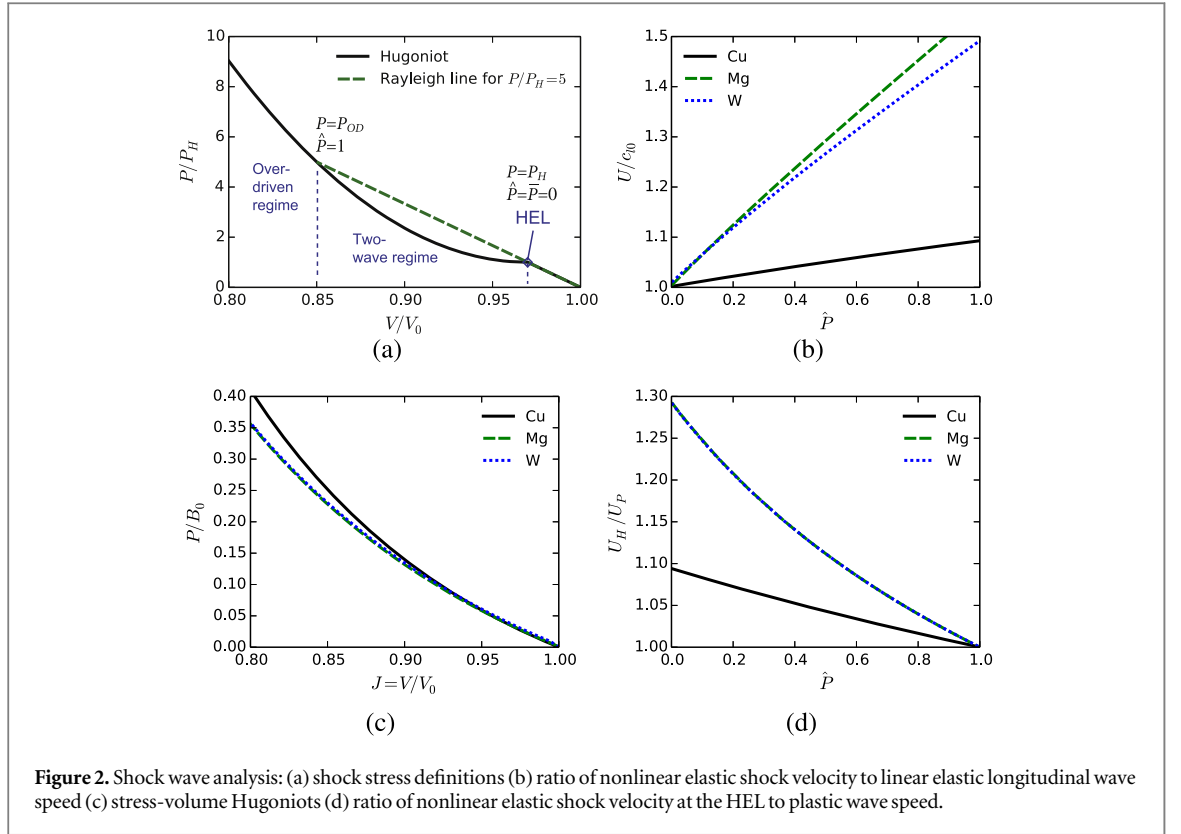 10
8
6
4
2
0
P/P_H
Hugoniot
Rayleigh line for P/P_H=5
P=P_OD
P̂=1
Over-
driven
regime
Two-
wave regime
P=P_H
P̂=P̄=0
HEL
0.80 0.85 0.90 0.95 1.00
V/V_0
(a)
1.5
1.4
1.3
1.2
1.1
1.0
U/c_l0
Cu
Mg
W
0.0 0.2 0.4 0.6 0.8 1.0
P̂
(b)
0.40
0.35
0.30
0.25
0.20
0.15
0.10
0.05
0.00
P/B_0
Cu
Mg
W
0.80 0.85 0.90 0.95 1.00
J=V/V_0
(c)
1.30
1.25
1.20
1.15
1.10
1.05
1.00
U_H/U_P
Cu
Mg
W
0.0 0.2 0.4 0.6 0.8 1.0
P̂
(d)
Figure 2. Shock wave analysis: (a) shock stress definitions (b) ratio of nonlinear elastic shock velocity to linear elastic longitudinal wave
speed (c) stress-volume Hugoniots (d) ratio of nonlinear elastic shock velocity at the HEL to plastic wave speed.